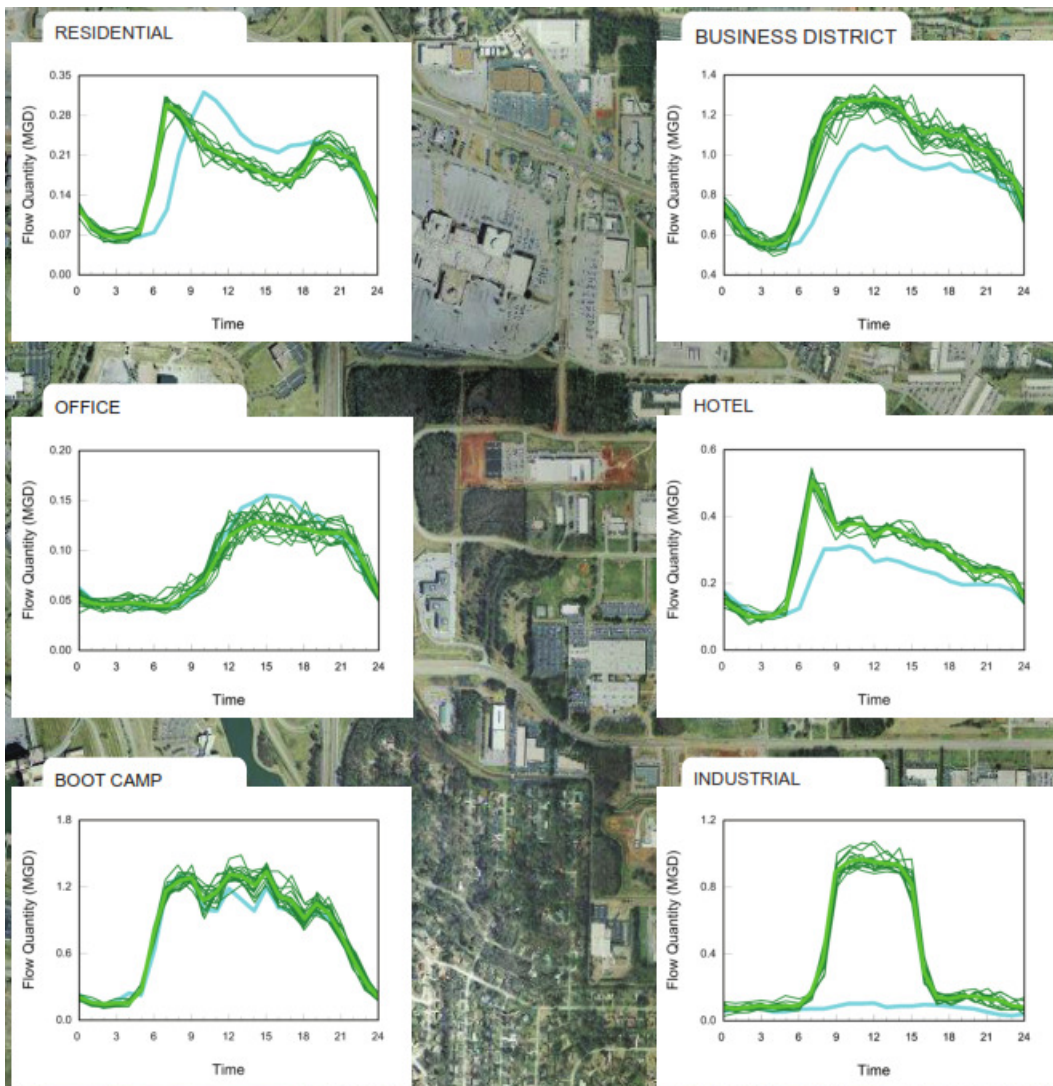 RESIDENTIAL
Flow Quantity (MGD)
0.35
0.28
0.21
0.14
0.07
0.00
0 3 6 9 12 15 18 21 24
Time
BUSINESS DISTRICT
Flow Quantity (MGD)
1.4
1.2
1.0
0.8
0.6
0.4
0 3 6 9 12 15 18 21 24
Time
OFFICE
Flow Quantity (MGD)
0.20
0.15
0.10
0.05
0.00
0 3 6 9 12 15 18 21 24
Time
HOTEL
Flow Quantity (MGD)
0.6
0.4
0.2
0.0
0 3 6 9 12 15 18 21 24
Time
BOOT CAMP
Flow Quantity (MGD)
1.8
1.2
0.6
0.0
0 3 6 9 12 15 18 21 24
Time
INDUSTRIAL
Flow Quantity (MGD)
1.2
0.8
0.4
0.0
0 3 6 9 12 15 18 21 24
Time